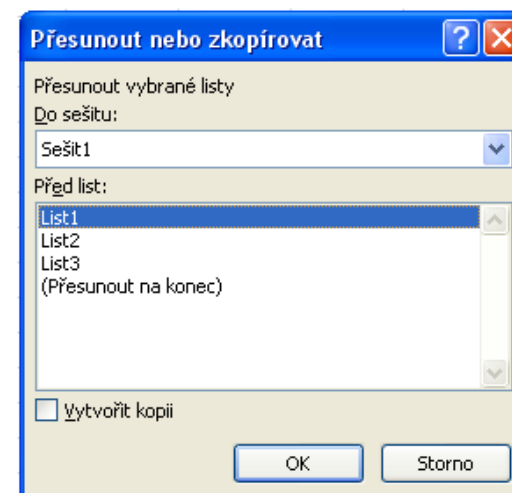 Přesunout nebo zkopírovat
Přesunout vybrané listy
Do sešitu:
Sešit1
Před list:
List1
List2
List3
(Přesunout na konec)
Vytvořit kopii
OK
Storno